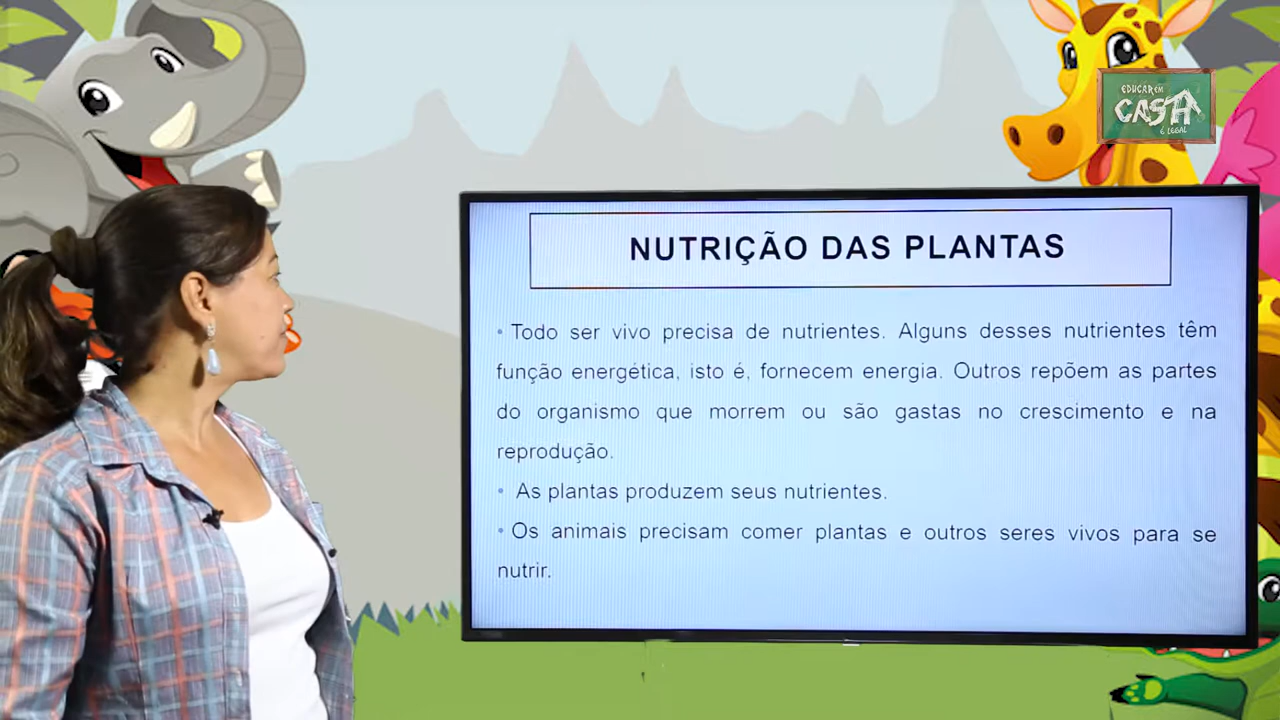 EDUCAR EM
CASA
É LEGAL
NUTRIÇÃO DAS PLANTAS
• Todo ser vivo precisa de nutrientes. Alguns desses nutrientes têm
função energética, isto é, fornecem energia. Outros repõem as partes
do organismo que morrem ou são gastas no crescimento e na
reprodução.
• As plantas produzem seus nutrientes.
• Os animais precisam comer plantas e outros seres vivos para se
nutrir.